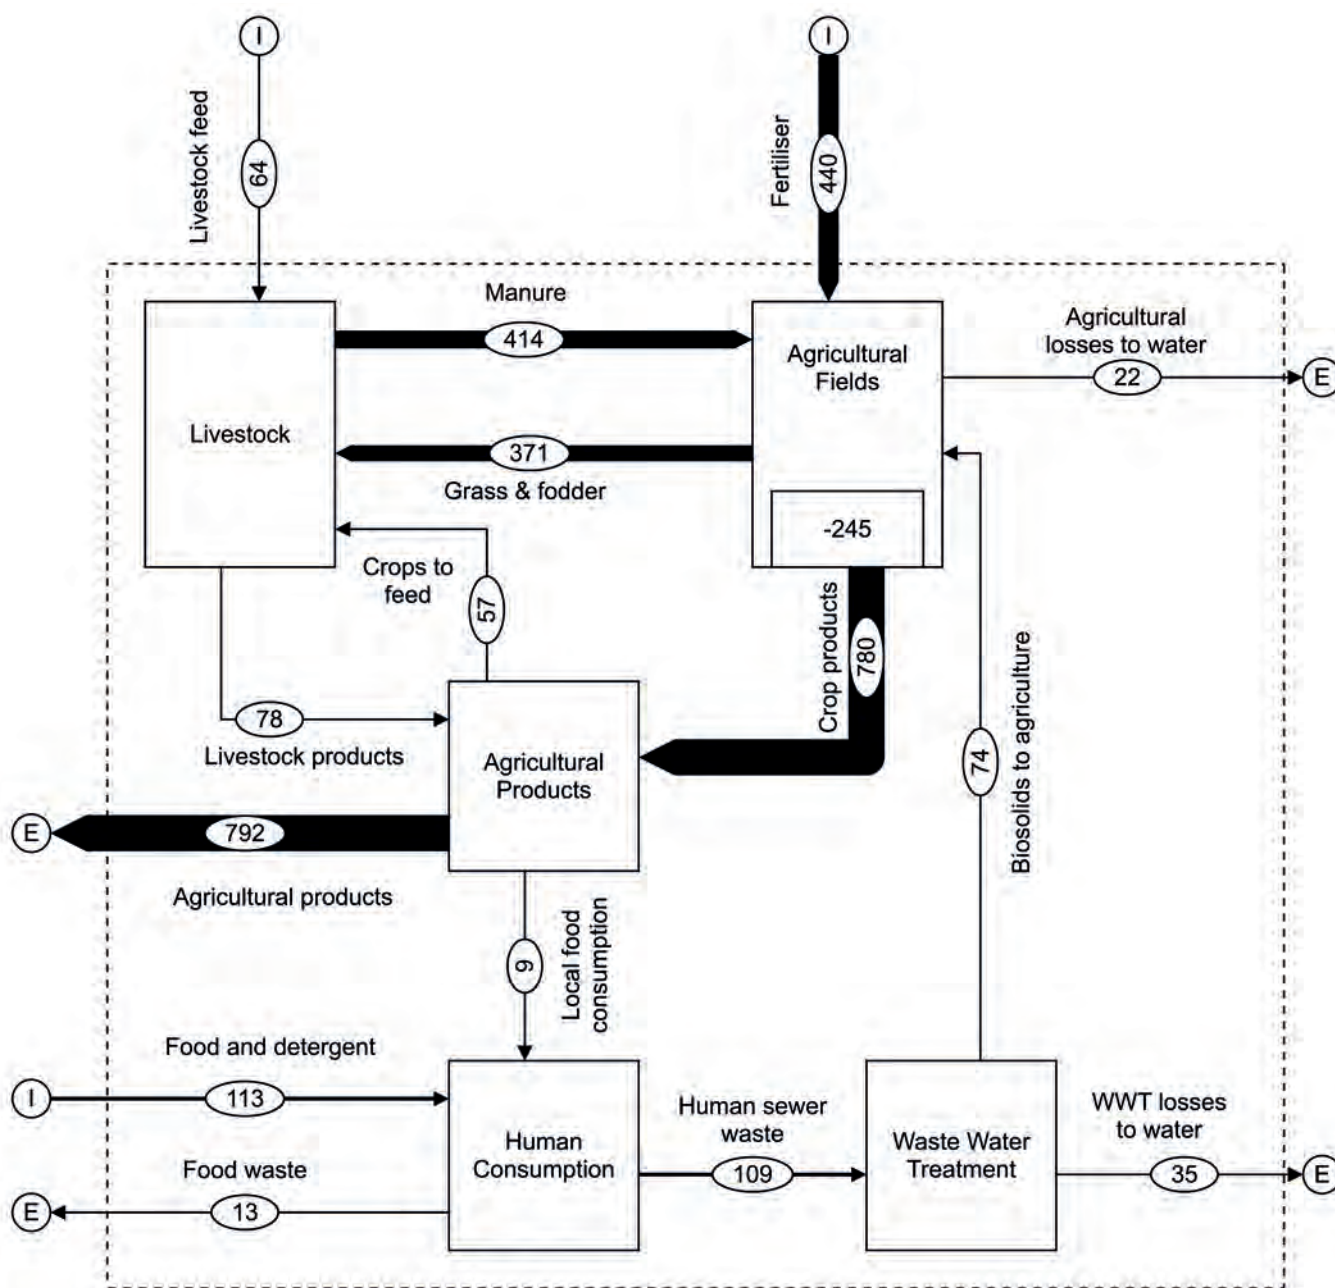 I
I
Livestock feed
64
Fertiliser
440
Manure
414
Agricultural
Fields
Agricultural
losses to water
22
E
Livestock
371
Grass & fodder
-245
Crops to
feed
57
Crop products
780
78
Livestock products
Agricultural
Products
74
Biosolids to agriculture
E
792
Agricultural products
9
Local food
consumption
Food and detergent
I
113
Human
Consumption
Human sewer
waste
109
Waste Water
Treatment
WWT losses
to water
35
E
Food waste
E
13